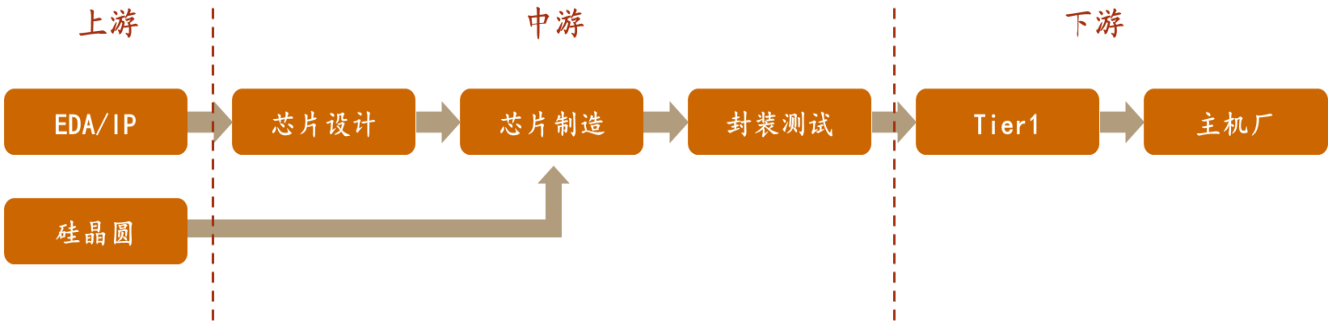 上游
中游
下游
EDA/IP
芯片设计
芯片制造
封装测试
Tier1
主机厂
硅晶圆